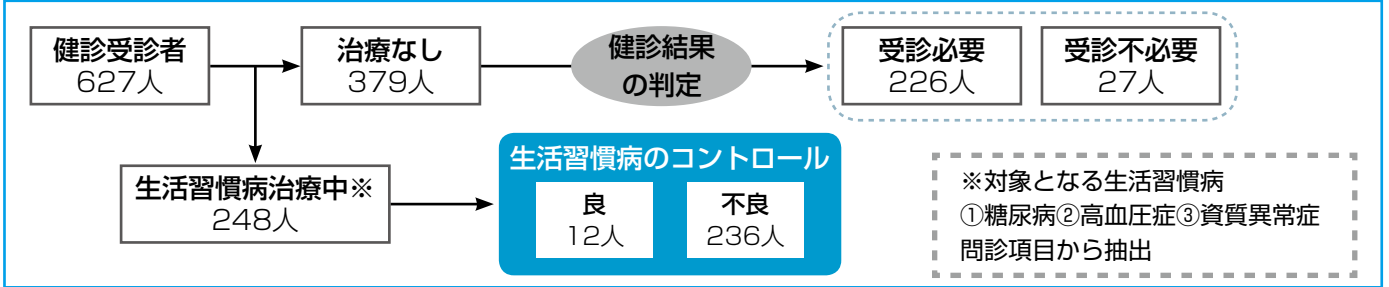 健診受診者
627人
治療なし
379人
健診結果
の判定
受診必要
226人
受診不必要
27人
生活習慣病治療中※
248人
生活習慣病のコントロール
良
12人
不良
236人
※対象となる生活習慣病
①糖尿病②高血圧症③資質異常症
問診項目から抽出